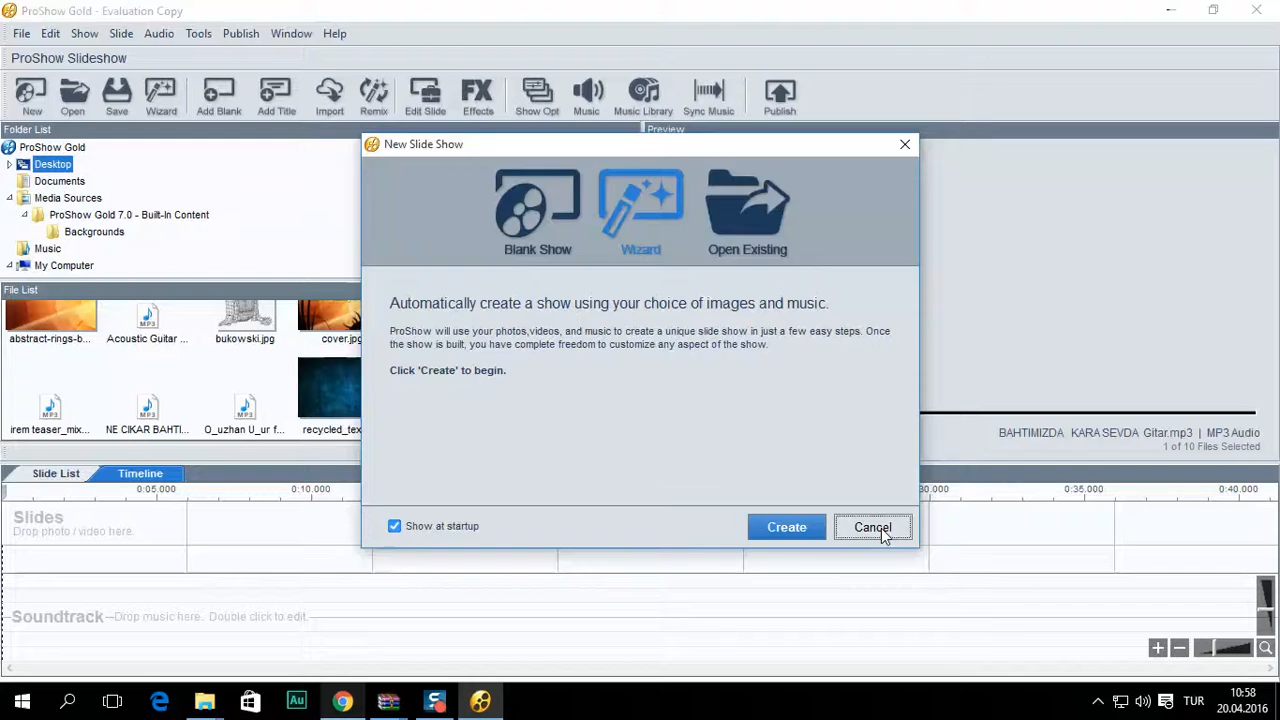 ProShow Gold - Evaluation Copy
File Edit Show Slide Audio Tools Publish Window Help
ProShow Slideshow
New Open Save Wizard Add Blank Add Title Import Remix Edit Slide Effects Show Opt Music Music Library Sync Music Publish
Folder List
Preview
ProShow Gold
Desktop
Documents
Media Sources
ProShow Gold 7.0 - Built-In Content
Backgrounds
Music
My Computer
File List
abstract-rings-b... Acoustic Guitar ... bukowski.jpg cover.jpg
irem teaser_mix... NE CIKAR BAHTI... O_uzhan U_ur f... recycled_tex
New Slide Show
Blank Show Wizard Open Existing
Automatically create a show using your choice of images and music.
ProShow will use your photos,videos, and music to create a unique slide show in just a few easy steps. Once
the show is built, you have complete freedom to customize any aspect of the show.
Click 'Create' to begin.
Show at startup
Create Cancel
BAHTIMIZDA KARA SEVDA Gitar.mp3 | MP3 Audio
1 of 10 Files Selected
Slide List Timeline
0:05.000 0:10.000 30.000 0:35.000 0:40.000
Slides
Drop photo / video here.
Soundtrack Drop music here. Double click to edit.
Au
TUR
10:58
20.04.2016